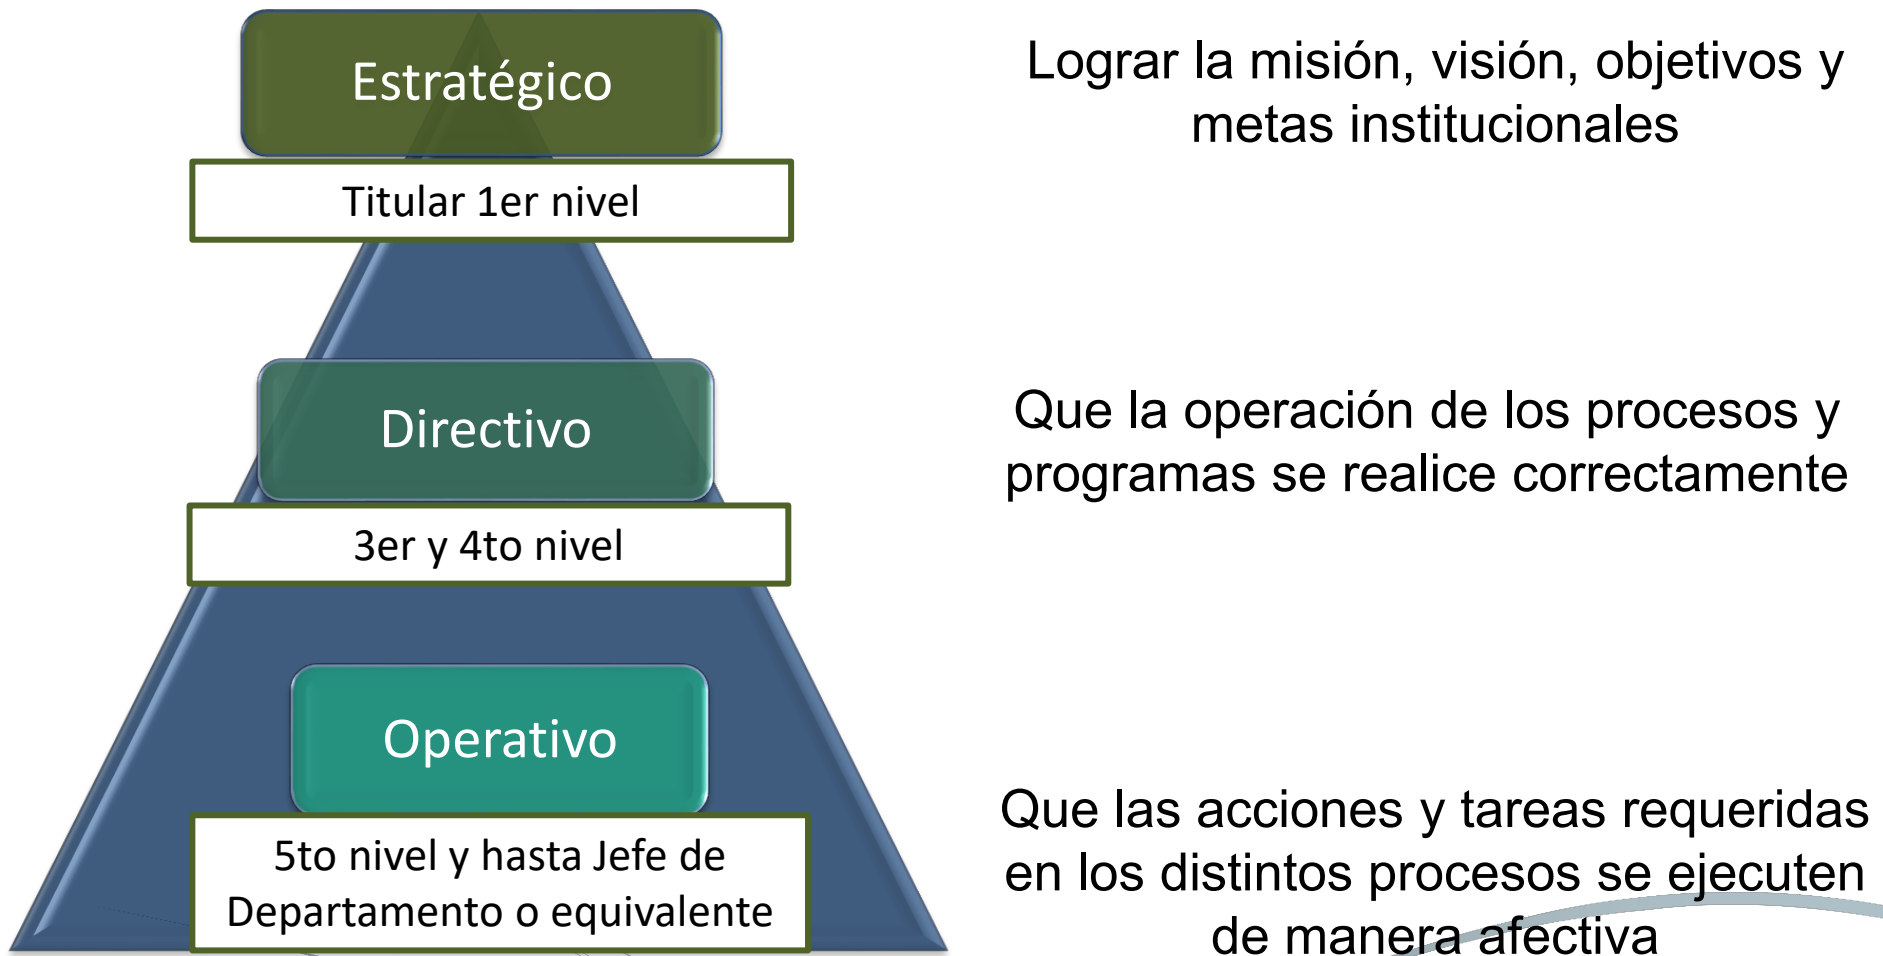 Estratégico
Titular 1er nivel
Lograr la misión, visión, objetivos y
metas institucionales
Directivo
3er y 4to nivel
Que la operación de los procesos y
programas se realice correctamente
Operativo
5to nivel y hasta Jefe de
Departamento o equivalente
Que las acciones y tareas requeridas
en los distintos procesos se ejecuten
de manera afectiva